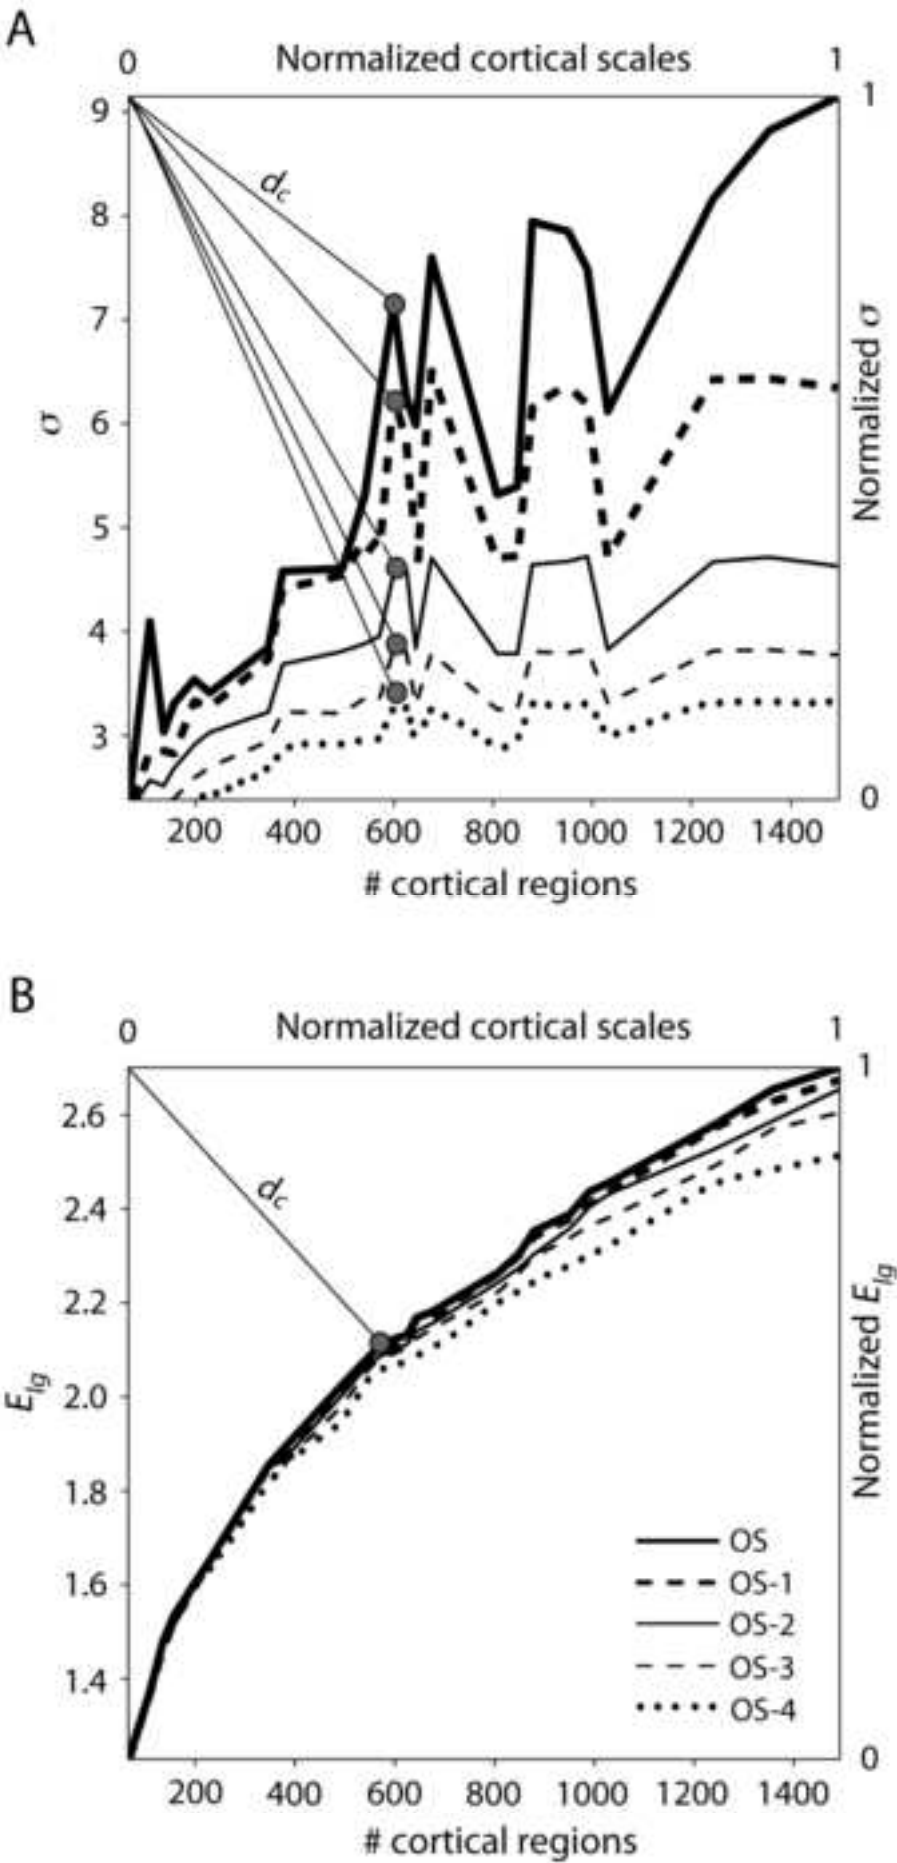 A
0 Normalized cortical scales 1
9 1
8
7
6
5
4
3
0
σ
Normalized σ
d_c
200 400 600 800 1000 1200 1400
# cortical regions
B
0 Normalized cortical scales 1
1
2.6
2.4
2.2
2.0
1.8
1.6
1.4
0
E_lg
Normalized E_lg
d_c
OS
OS-1
OS-2
OS-3
OS-4
200 400 600 800 1000 1200 1400
# cortical regions